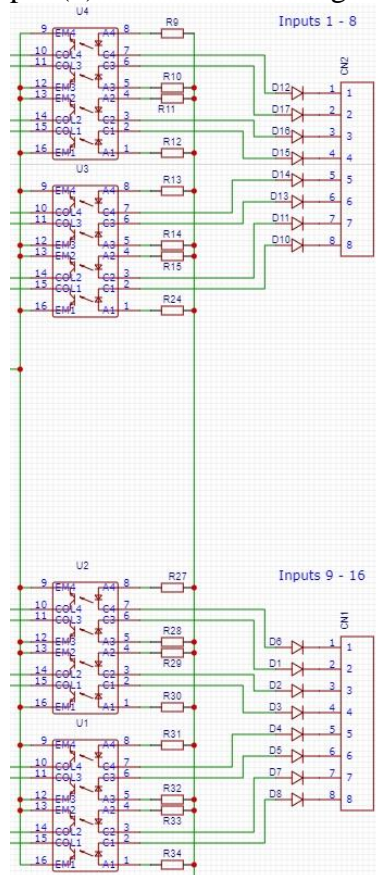 U4
R9
Inputs 1 - 8
9 EM4 A4 8
10 COL4 C4 7
11 COL3 C3 6
12 EM3 A3 5
13 EM2 A2 4
14 COL2 C2 3
15 COL1 C1 2
16 EM1 A1 1
R10
R11
R12
CN2
D12 1 1
D17 2 2
D16 3 3
D15 4 4
D14 5 5
D13 6 6
D11 7 7
D10 8 8
U3
R13
9 EM4 A4 8
10 COL4 C4 7
11 COL3 C3 6
12 EM3 A3 5
13 EM2 A2 4
14 COL2 C2 3
15 COL1 C1 2
16 EM1 A1 1
R14
R15
R24
U2
R27
Inputs 9 - 16
9 EM4 A4 8
10 COL4 C4 7
11 COL3 C3 6
12 EM3 A3 5
13 EM2 A2 4
14 COL2 C2 3
15 COL1 C1 2
16 EM1 A1 1
R28
R29
R30
CN1
D6 1 1
D1 2 2
D2 3 3
D3 4 4
D4 5 5
D5 6 6
D7 7 7
D8 8 8
U1
R31
9 EM4 A4 8
10 COL4 C4 7
11 COL3 C3 6
12 EM3 A3 5
13 EM2 A2 4
14 COL2 C2 3
15 COL1 C1 2
16 EM1 A1 1
R32
R33
R34